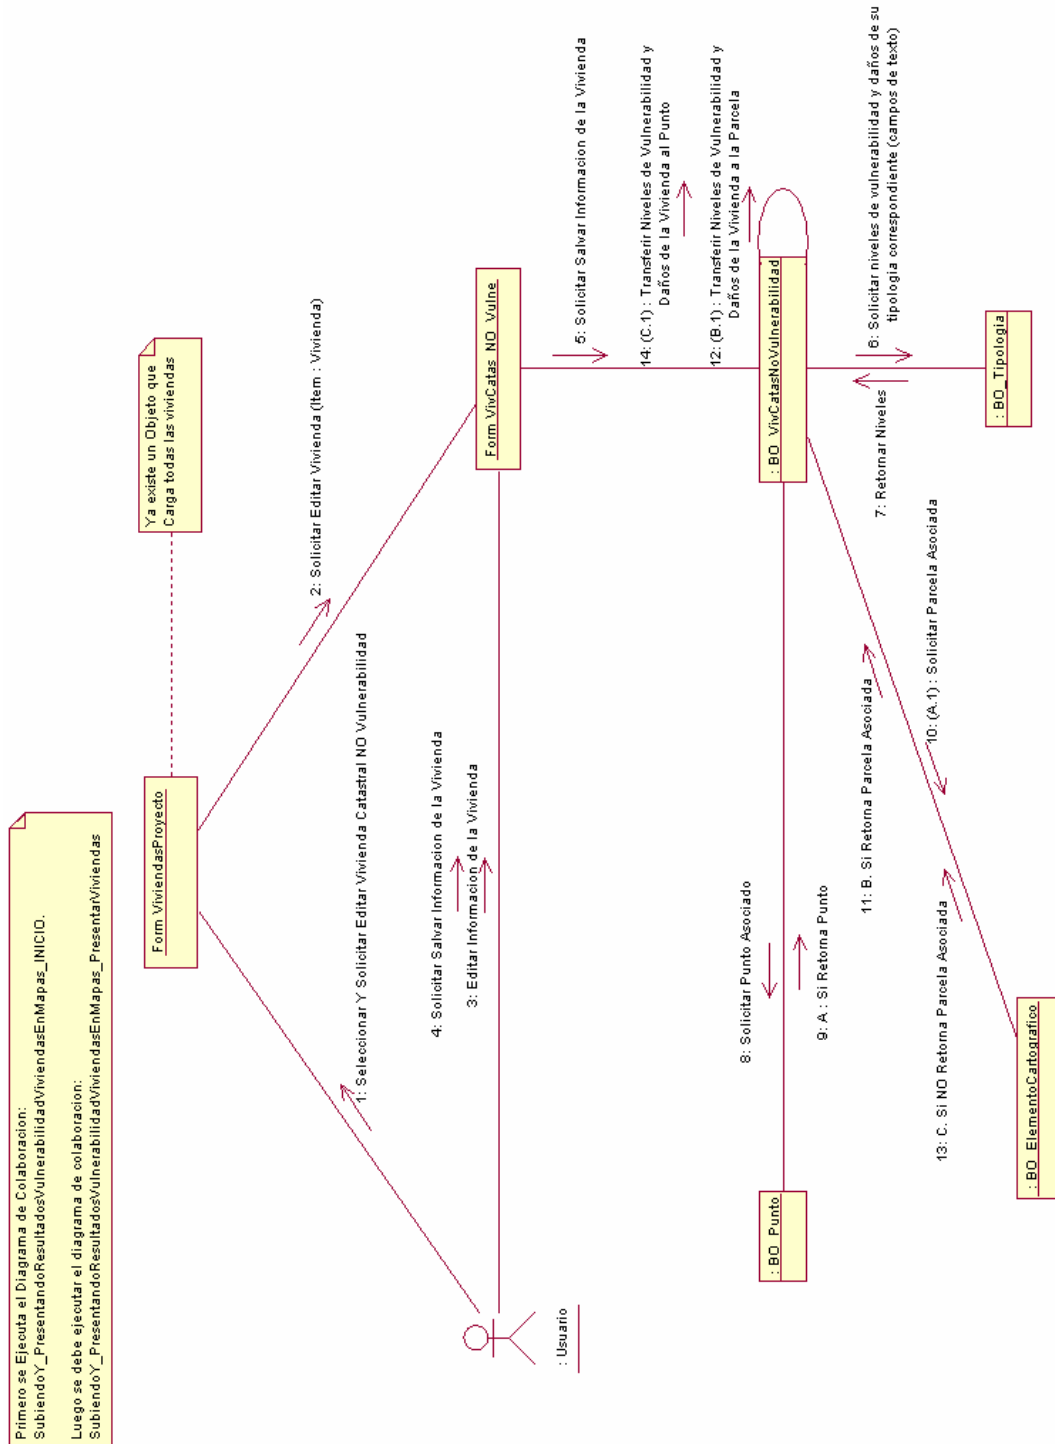 Primero se Ejecuta el Diagrama de Colaboracion:
SubiendoY_PresentandoResultadosVulnerabilidadViviendasEnMapas_INICIO.
Luego se debe ejecutar el diagrama de colaboracion:
SubiendoY_PresentandoResultadosVulnerabilidadViviendasEnMapas_PresentarViviendas
Ya existe un Objeto que
Carga todas las viviendas
Form ViviendasProyecto
2: Solicitar Editar Vivienda (Item : Vivienda)
1: Seleccionar Y Solicitar Editar Vivienda Catastral NO Vulnerabilidad
4: Solicitar Salvar Informacion de la Vivienda
3: Editar Informacion de la Vivienda
: Usuario
Form VivCatas_NO_Vulne
5: Solicitar Salvar Informacion de la Vivienda
14: (C.1) : Transferir Niveles de Vulnerabilidad y
Daños de la Vivienda al Punto
12: (B.1) : Transferir Niveles de Vulnerabilidad y
Daños de la Vivienda a la Parcela
: BO_VivCatasNoVulnerabilidad
8: Solicitar Punto Asociado
9: A : Si Retorna Punto
: BO_Punto
6: Solicitar niveles de vulnerabilidad y daños de su
tipologia correspondiente (campos de texto)
7: Retornar Niveles
: BO_Tipologia
11: B. Si Retorna Parcela Asociada
10: (A.1) : Solicitar Parcela Asociada
13: C. Si NO Retorna Parcela Asociada
: BO_ElementoCartografico